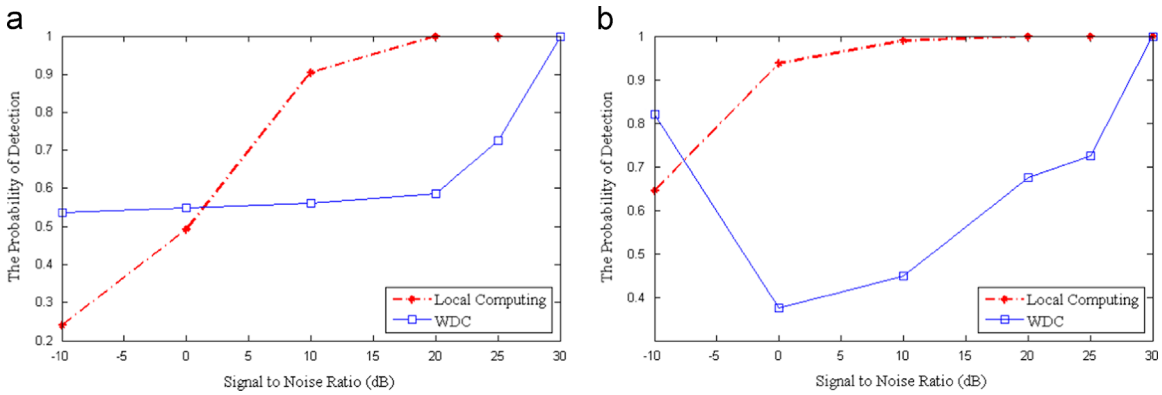 a
The Probability of Detection
1
0.9
0.8
0.7
0.6
0.5
0.4
0.3
0.2
-10 -5 0 5 10 15 20 25 30
Signal to Noise Ratio (dB)
Local Computing
WDC
b
The Probability of Detection
1
0.9
0.8
0.7
0.6
0.5
0.4
-10 -5 0 5 10 15 20 25 30
Signal to Noise Ratio (dB)
Local Computing
WDC